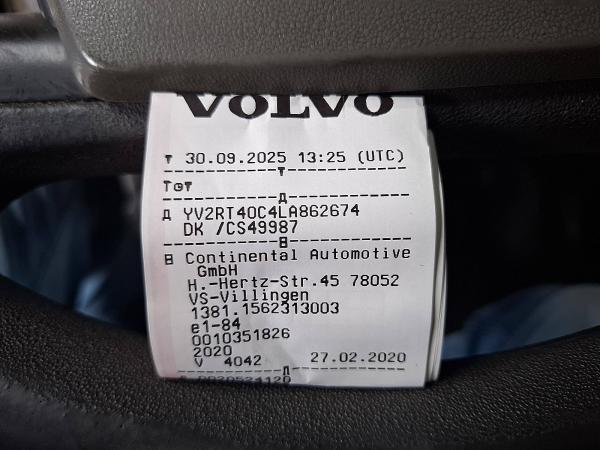 VOLVO
▼ 30.09.2025 13:25 (UTC)
A YV2RT40C4LA862674
DK /CS49987
B Continental Automotive
GmbH
H.-Hertz-Str.45 78052
VS-Villingen
1381.1562313003
e1-84
0010351826
2020
V 4042 27.02.2020